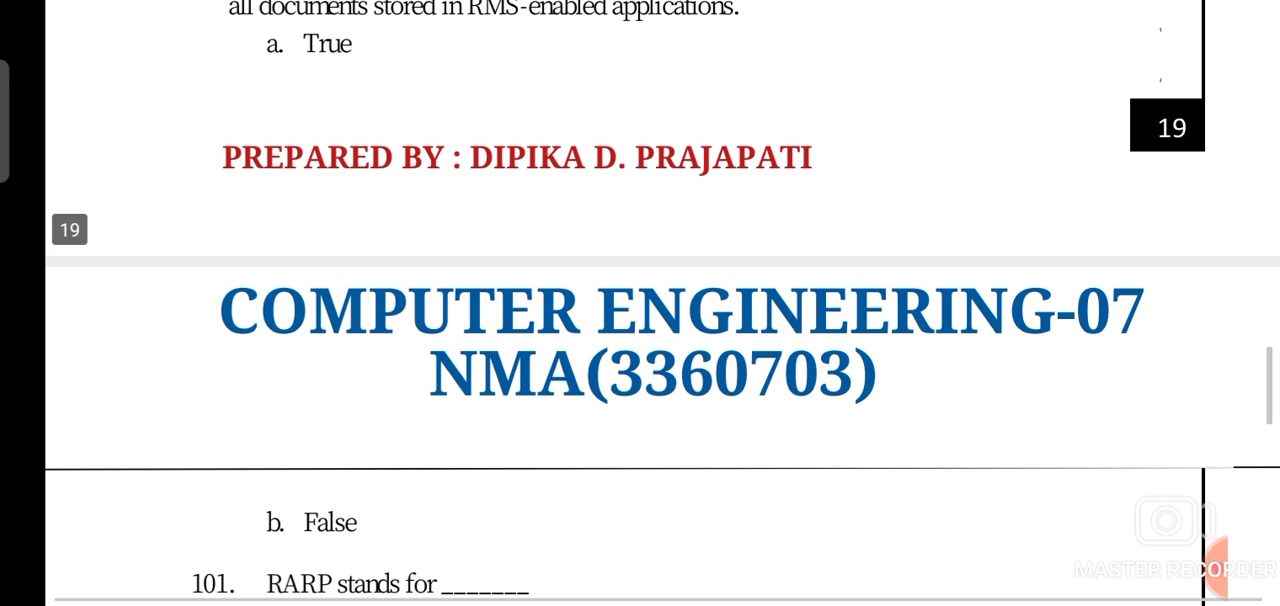 all documents stored in RMS-enabled applications.
a. True
19
PREPARED BY : DIPIKA D. PRAJAPATI
19
COMPUTER ENGINEERING-07
NMA(3360703)
b. False
101. RARP stands for _______
MASTER RECORDER